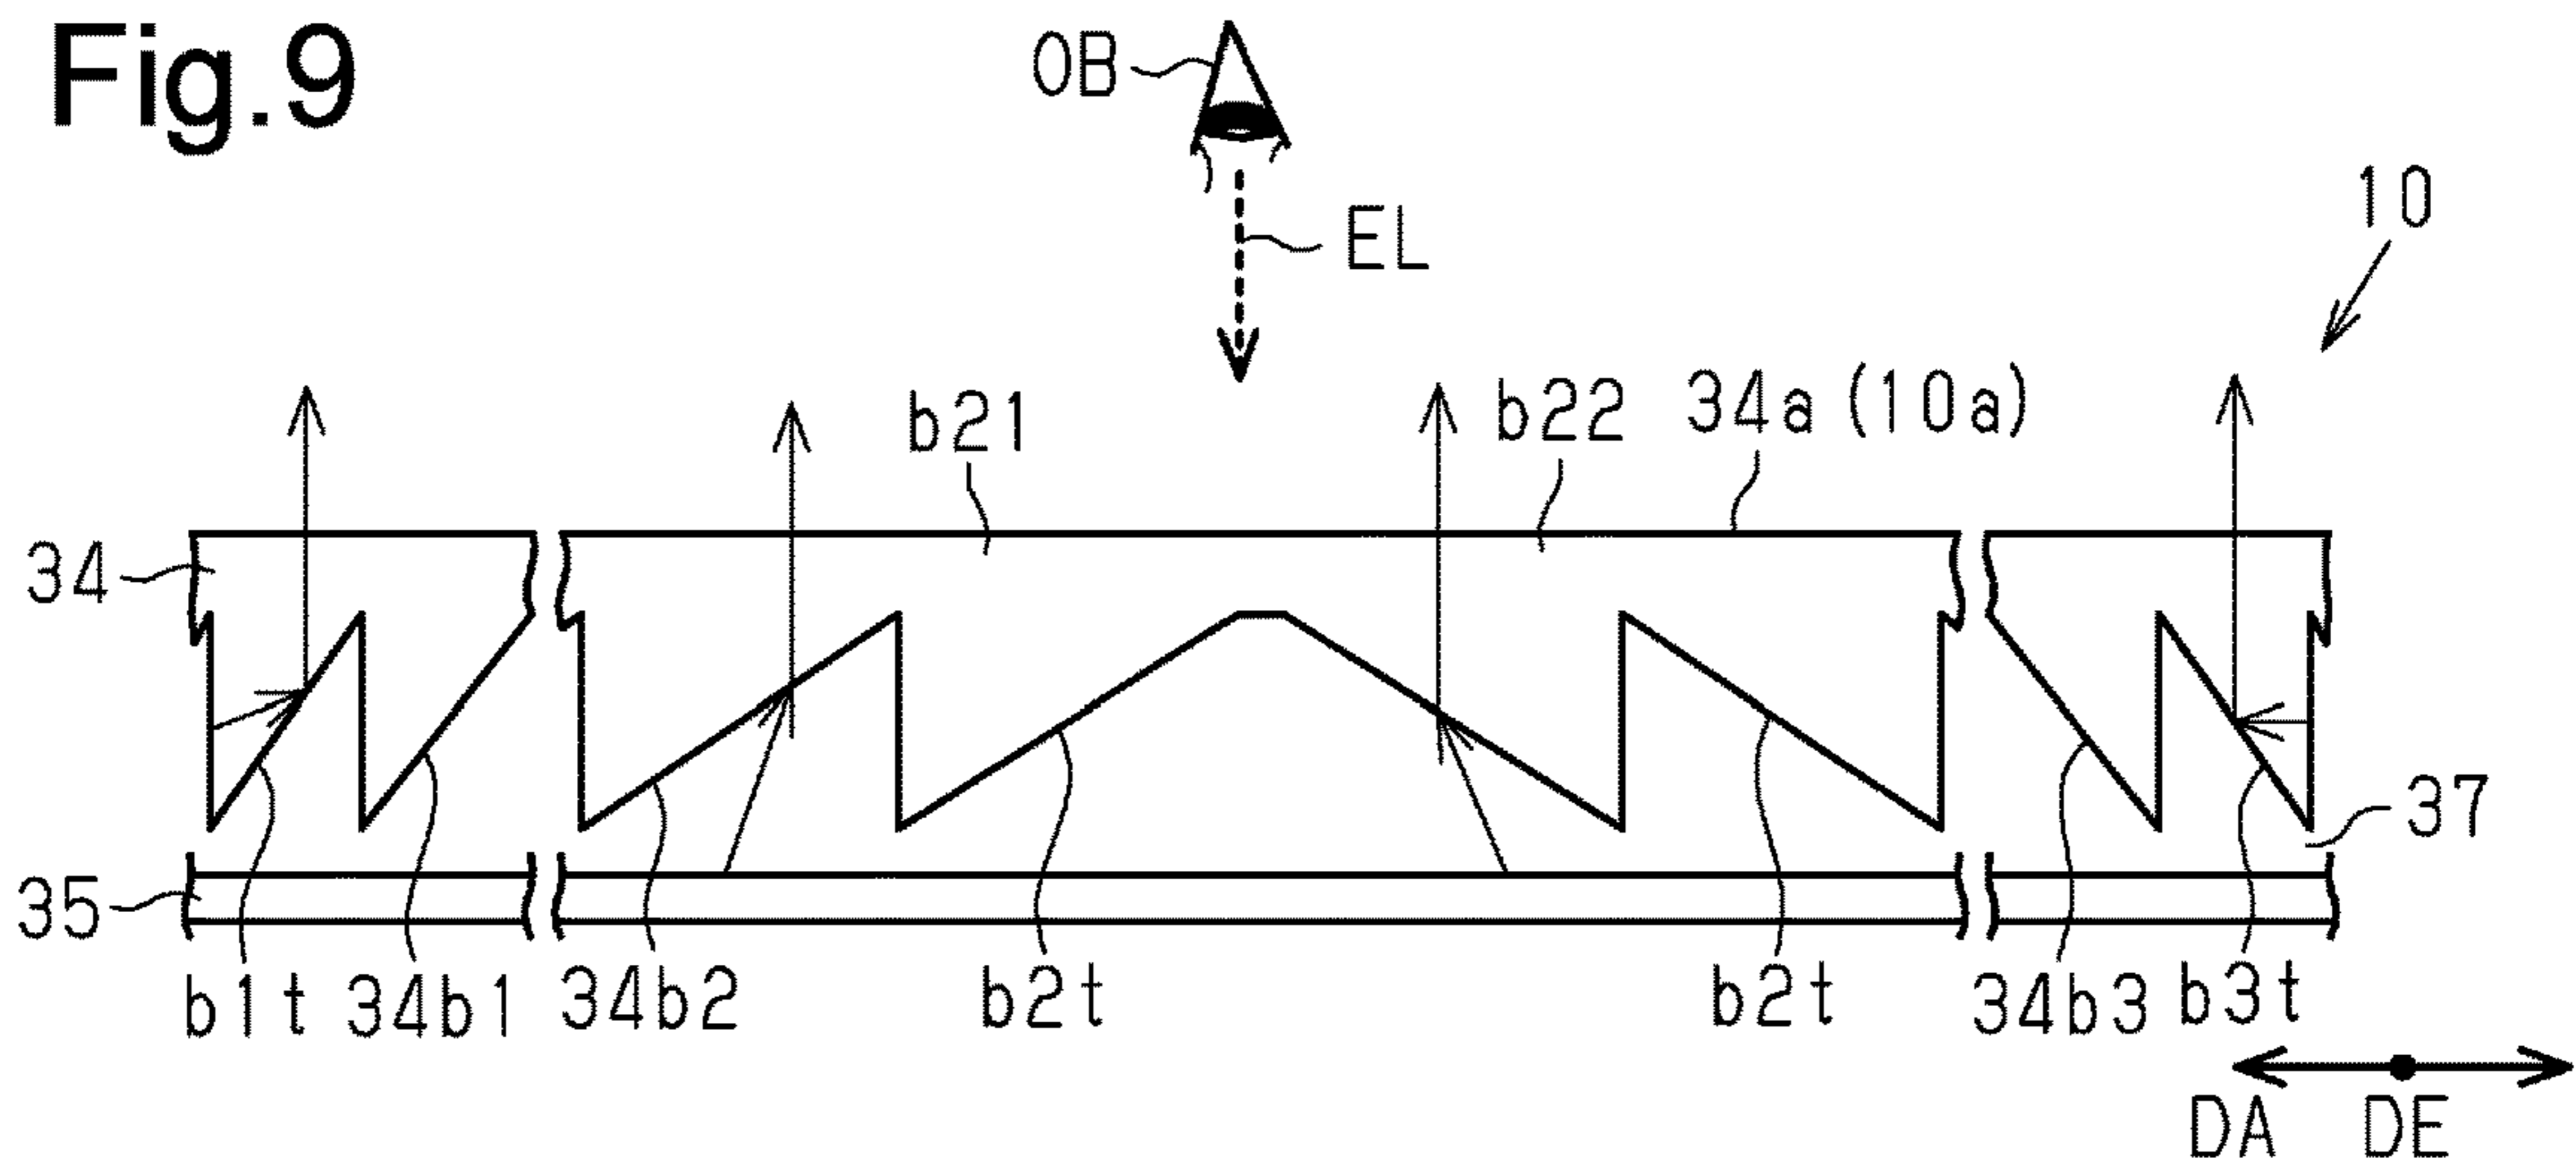 Fig.9
OB
EL
10
b21
b22
34a (10a)
34
35
37
b1t
34b1
34b2
b2t
b2t
34b3
b3t
DA
DE